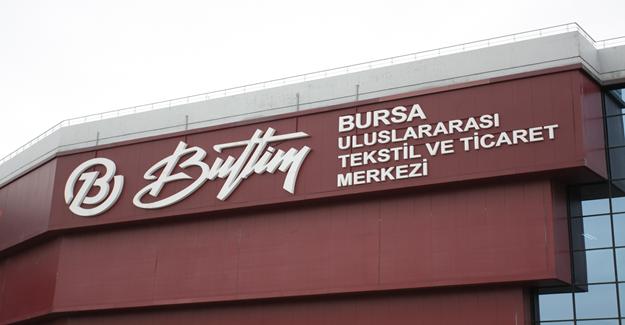 B
Buttim
BURSA
ULUSLARARASI
TEKSTİL VE TİCARET
MERKEZİ